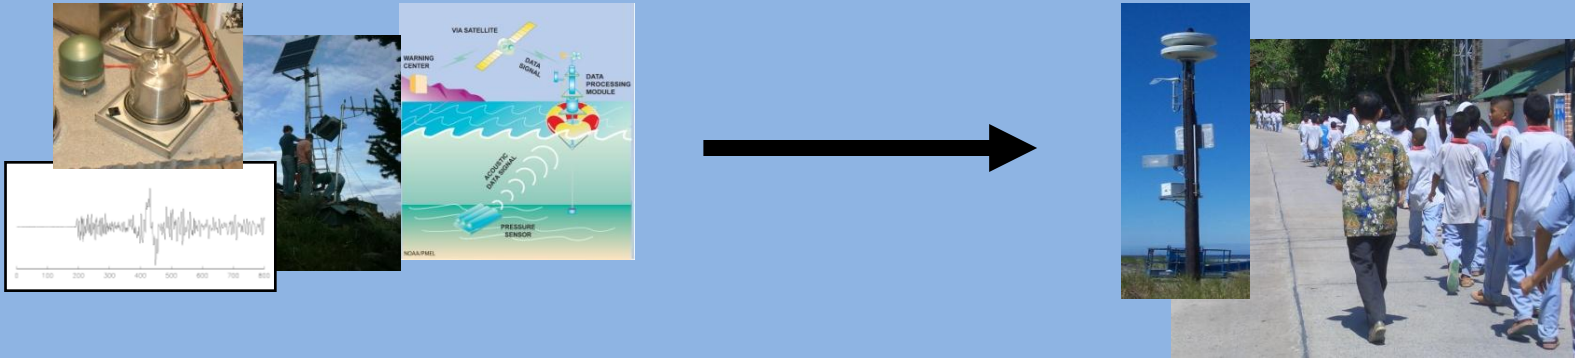 VIA SATELLITE
WARNING
CENTER
DATA
SIGNAL
DATA
PROCESSING
MODULE
ACOUSTIC
DATA SIGNAL
PRESSURE
SENSOR
NOAA/PMEL
0 100 200 300 400 500 600 700 800